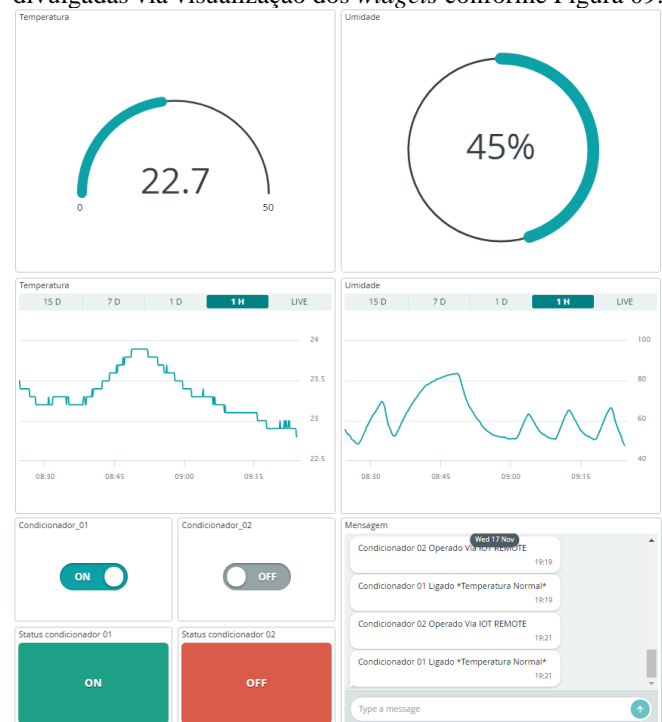 divulgadas via visualização dos widgets conforme Figura 09.
Temperatura
22.7
0
50
Umidade
45%
Temperatura
15 D 7 D 1 D 1 H LIVE
24
23.5
23
22.5
08:30 08:45 09:00 09:15
Umidade
15 D 7 D 1 D 1 H LIVE
100
80
60
40
08:30 08:45 09:00 09:15
Condicionador_01
ON
Condicionador_02
OFF
Status condicionador 01
ON
Status condicionador 02
OFF
Mensagem
Wed 17 Nov
Condicionador 02 Operado Via IOT REMOTE
19:19
Condicionador 01 Ligado *Temperatura Normal*
19:19
Condicionador 02 Operado Via IOT REMOTE
19:21
Condicionador 01 Ligado *Temperatura Normal*
19:21
Type a message